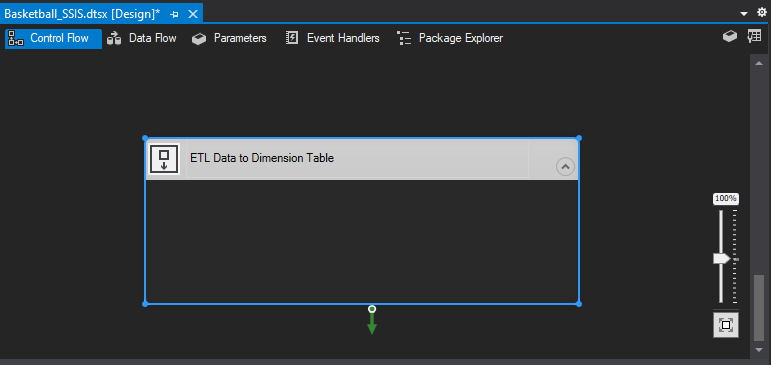 Basketball_SSIS.dtsx [Design]*
Control Flow Data Flow Parameters Event Handlers Package Explorer
ETL Data to Dimension Table
100%